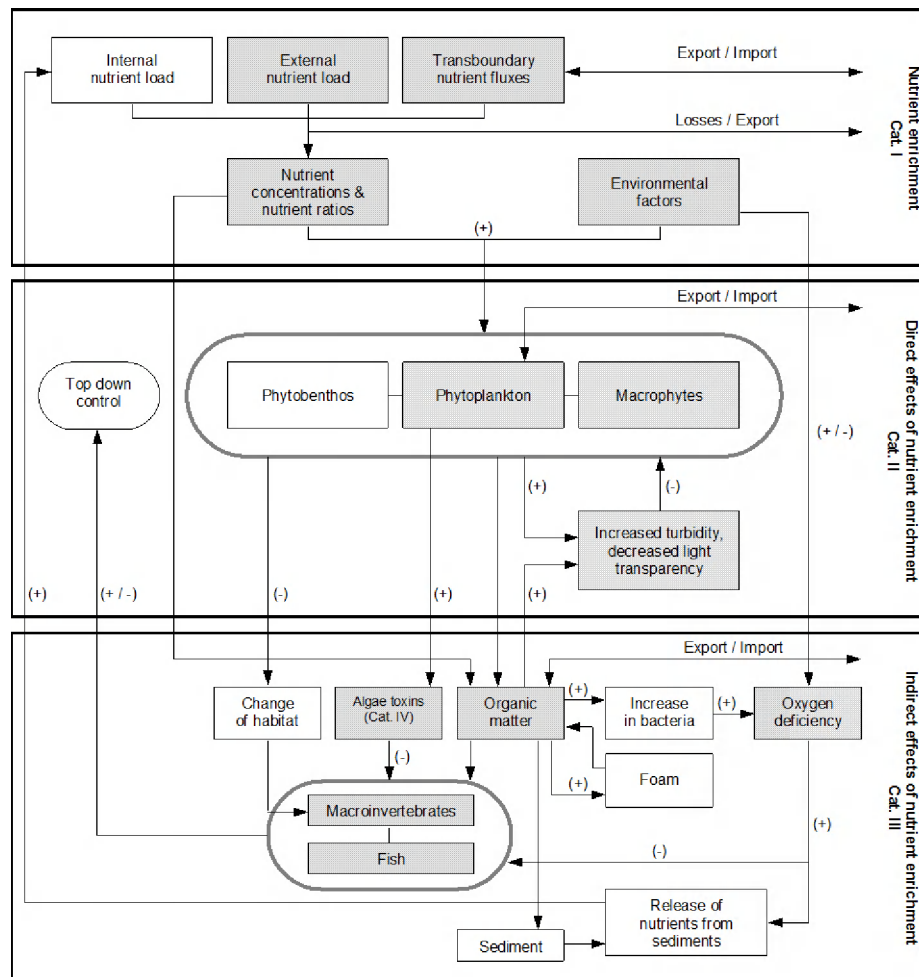 Internal
nutrient load
External
nutrient load
Transboundary
nutrient fluxes
Export / Import
Losses / Export
Nutrient
concentrations &
nutrient ratios
Environmental
factors
(+)
Nutrient enrichment
Cat. I
Export / Import
Top down
control
Phytobenthos
Phytoplankton
Macrophytes
(+ / -)
(+)
(-)
Increased turbidity,
decreased light
transparency
(+)
(+ / -)
(-)
(+)
(+)
Direct effects of nutrient enrichment
Cat. II
Export / Import
Change
of habitat
Algae toxins
(Cat. IV)
Organic
matter
(+)
Increase
in bacteria
(+)
Oxygen
deficiency
(-)
(+)
Foam
Macroinvertebrates
Fish
(+)
(-)
Release of
nutrients from
sediments
Sediment
Indirect effects of nutrient enrichment
Cat. III